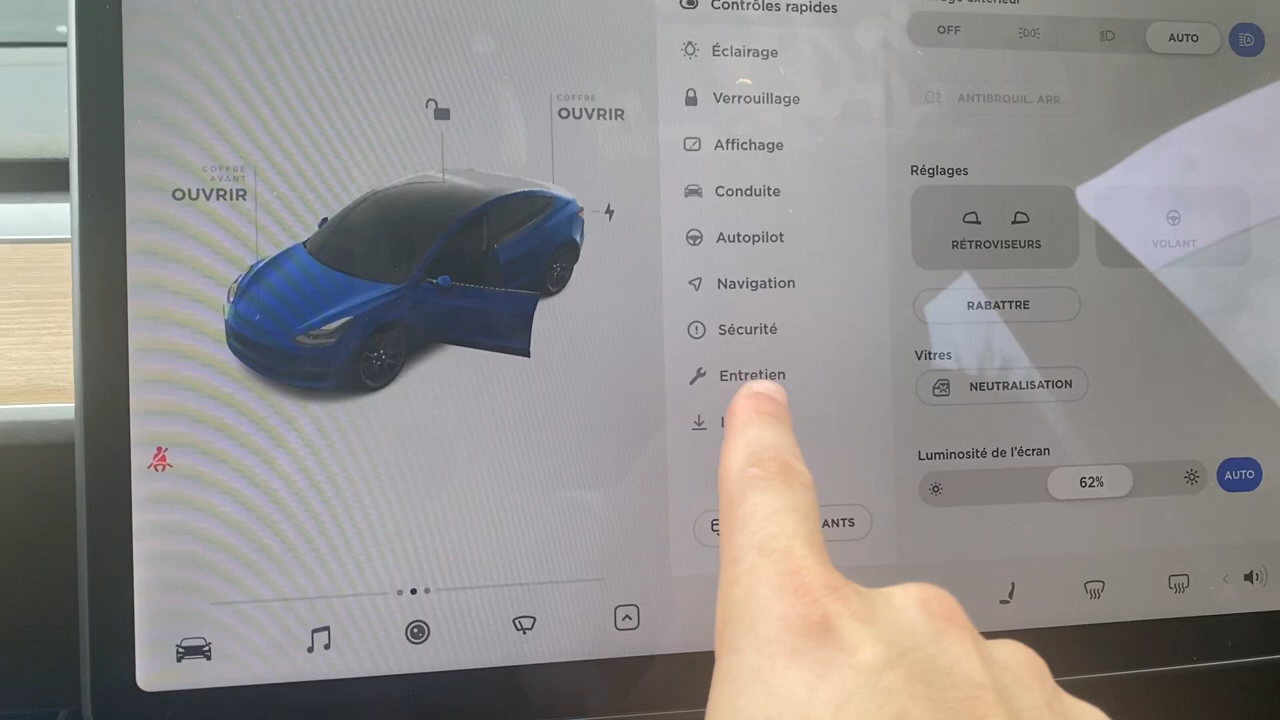 COFFRE
AVANT
OUVRIR
COFFRE
OUVRIR
Contrôles rapides
Éclairage
Verrouillage
Affichage
Conduite
Autopilot
Navigation
Sécurité
Entretien
ANTS
OFF
AUTO
ANTIBROUIL. ARR.
Réglages
RÉTROVISEURS
VOLANT
RABATTRE
Vitres
NEUTRALISATION
Luminosité de l'écran
62%
AUTO